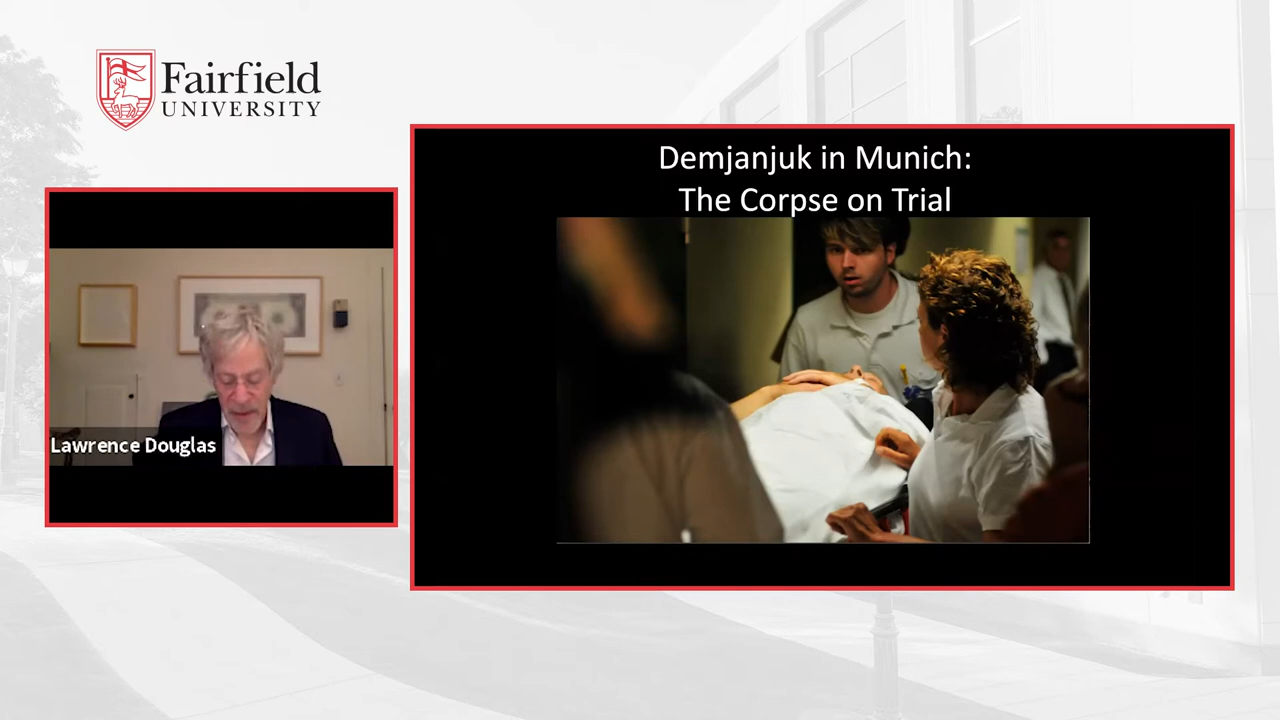 Fairfield
UNIVERSITY
Demjanjuk in Munich:
The Corpse on Trial
Lawrence Douglas